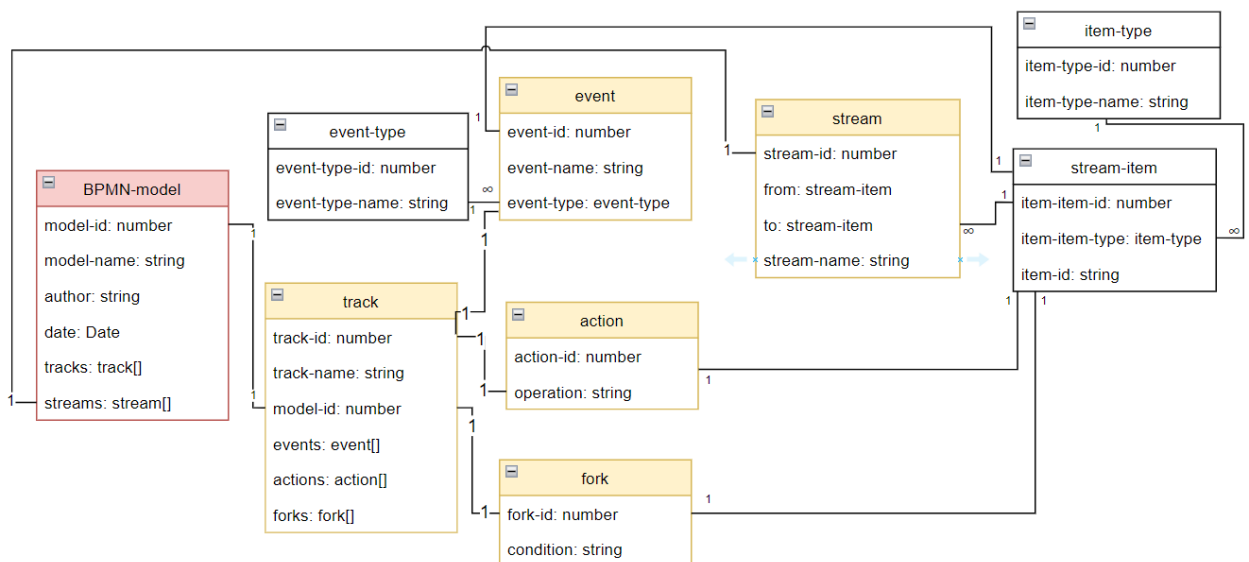 item-type
item-type-id: number
item-type-name: string
1
∞
event
event-id: number
event-name: string
event-type: event-type
1
∞
1
event-type
event-type-id: number
event-type-name: string
1
stream
stream-id: number
from: stream-item
to: stream-item
stream-name: string
1
∞
stream-item
item-item-id: number
item-item-type: item-type
item-id: string
1
1
1
1
BPMN-model
model-id: number
model-name: string
author: string
date: Date
tracks: track[]
streams: stream[]
1
1
track
track-id: number
track-name: string
model-id: number
events: event[]
actions: action[]
forks: fork[]
1
1
1
1
action
action-id: number
operation: string
1
1
fork
fork-id: number
condition: string
1
1